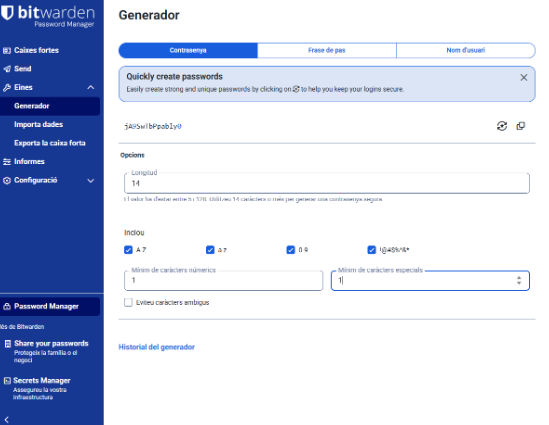 bitwarden
Password Manager
Caixes fortes
Send
Eines
Generador
Importa dades
Exporta la caixa forta
Informes
Configuració
Password Manager
és de Bitwarden
Share your passwords
Protegeix la família o el
negoci
Secrets Manager
Assegureu la vostra
infraestructura
Generador
Contrasenya
Frase de pas
Nom d'usuari
Quickly create passwords
Easily create strong and unique passwords by clicking on to help you keep your logins secure.
Opcions
Longitud
14
El valor ha d'estar entre 5 i 128. Utilitzeu 14 caràcters o més per generar una contrasenya segura.
Inclou
A-Z
a-z
0-9
!@#$%^&*
Mínim de caràcters numèrics
1
Mínim de caràcters especials
1
Eviteu caràcters ambigus
Historial del generador